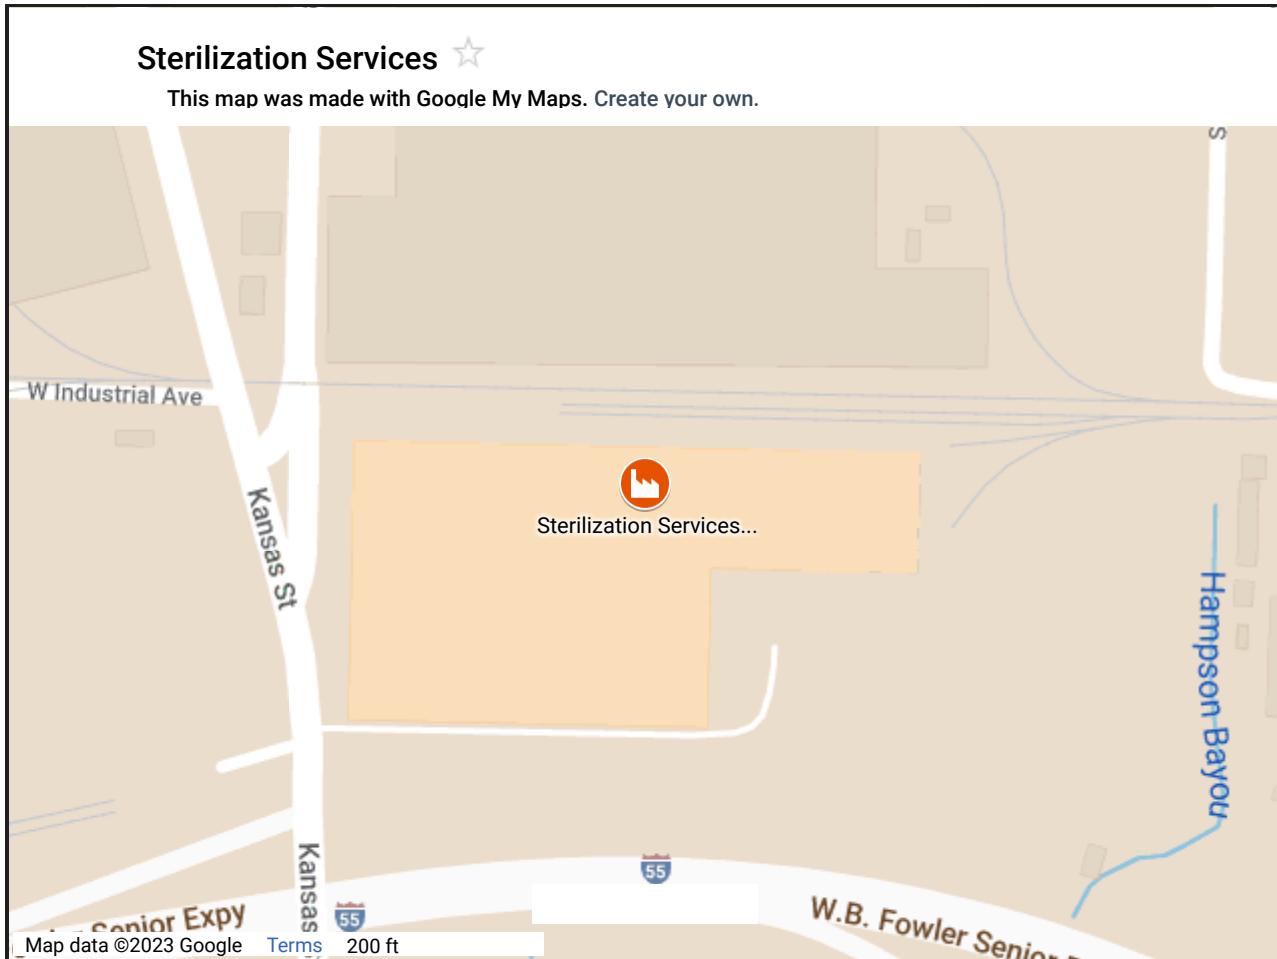 Sterilization Services
This map was made with Google My Maps. Create your own.
S
W Industrial Ave
Kansas St
Sterilization Services...
Hampson Bayou
55
Kansas
55
Senior Expy
W.B. Fowler Senior
Map data ©2023 Google Terms 200 ft